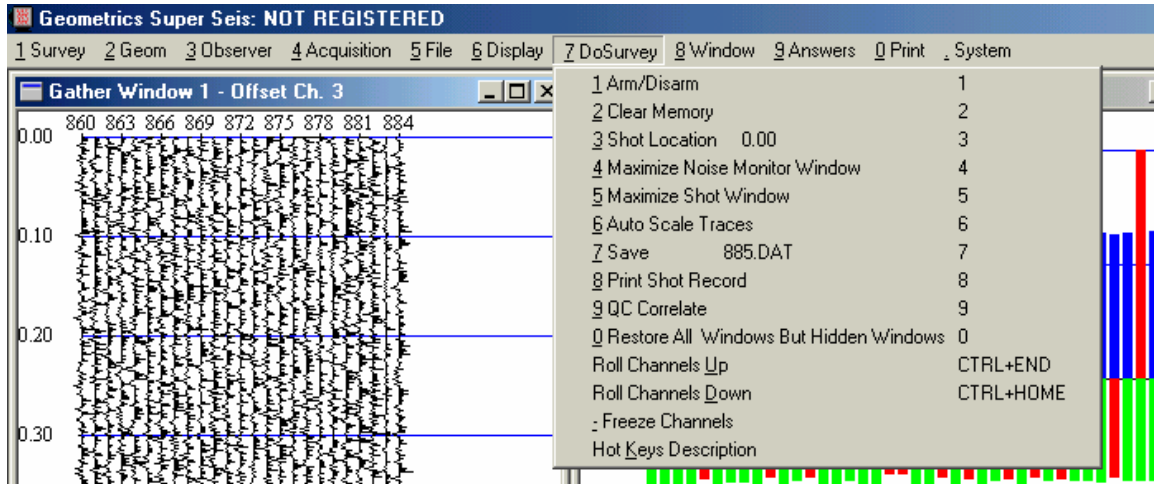 Geometrics Super Seis: NOT REGISTERED
1 Survey 2 Geom 3 Observer 4 Acquisition 5 File 6 Display 7 DoSurvey 8 Window 9 Answers 0 Print . System
Gather Window 1 - Offset Ch. 3
860 863 866 869 872 875 878 881 884
0.00
0.10
0.20
0.30
1 Arm/Disarm 1
2 Clear Memory 2
3 Shot Location 0.00 3
4 Maximize Noise Monitor Window 4
5 Maximize Shot Window 5
6 Auto Scale Traces 6
7 Save 885.DAT 7
8 Print Shot Record 8
9 QC Correlate 9
0 Restore All Windows But Hidden Windows 0
Roll Channels Up CTRL+END
Roll Channels Down CTRL+HOME
- Freeze Channels
Hot Keys Description